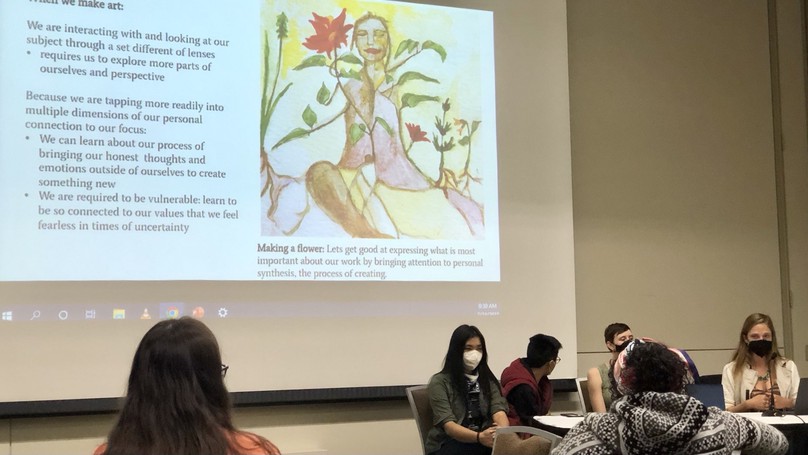 When we make art:
We are interacting with and looking at our
subject through a set different of lenses
• requires us to explore more parts of
ourselves and perspective
Because we are tapping more readily into
multiple dimensions of our personal
connection to our focus:
• We can learn about our process of
bringing our honest thoughts and
emotions outside of ourselves to create
something new
• We are required to be vulnerable: learn to
be so connected to our values that we feel
fearless in times of uncertainty
Making a flower: Lets get good at expressing what is most
important about our work by bringing attention to personal
synthesis, the process of creating.